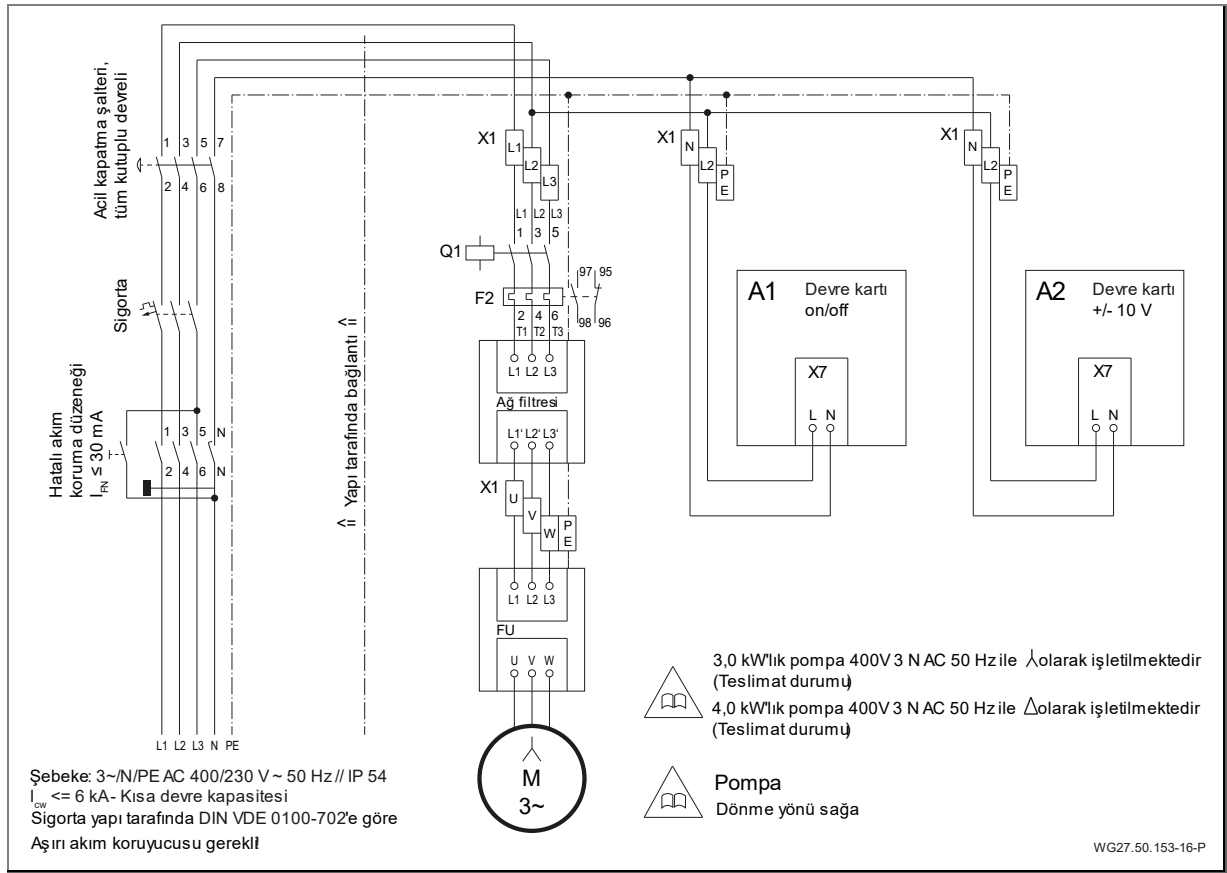 Acil kapatma şalteri,
tüm kutuplu devreli
1 3 5 7
2 4 6 8
Sigorta
Hatalı akım
koruma düzeneği
I_FN ≤ 30 mA
1 3 5 N
2 4 6 N
L1 L2 L3 N PE
<= Yapı tarafında bağlantı =>
X1
L1
L2
L3
L1 L2 L3
1 3 5
Q1
97 95
F2
98 96
2 4 6
T1 T2 T3
L1 L2 L3
Ağ filtresi
L1' L2' L3'
X1
U
V
W
P
E
L1 L2 L3
FU
U V W
M
3~
X1
N
L2
P
E
X1
N
L2
P
E
A1
Devre kartı
on/off
X7
L N
A2
Devre kartı
+/- 10 V
X7
L N
3,0 kW'lık pompa 400V 3 N AC 50 Hz ile olarak işletilmektedir
(Teslimat durumu)
4,0 kW'lık pompa 400V 3 N AC 50 Hz ile Δolarak işletilmektedir
(Teslimat durumu)
Pompa
Dönme yönü sağa
Şebeke: 3~/N/PE AC 400/230 V ~ 50 Hz // IP 54
I_cw <= 6 kA- Kısa devre kapasitesi
Sigorta yapı tarafında DIN VDE 0100-702'e göre
Aşırı akım koruyucusu gerekli!
WG27.50.153-16-P